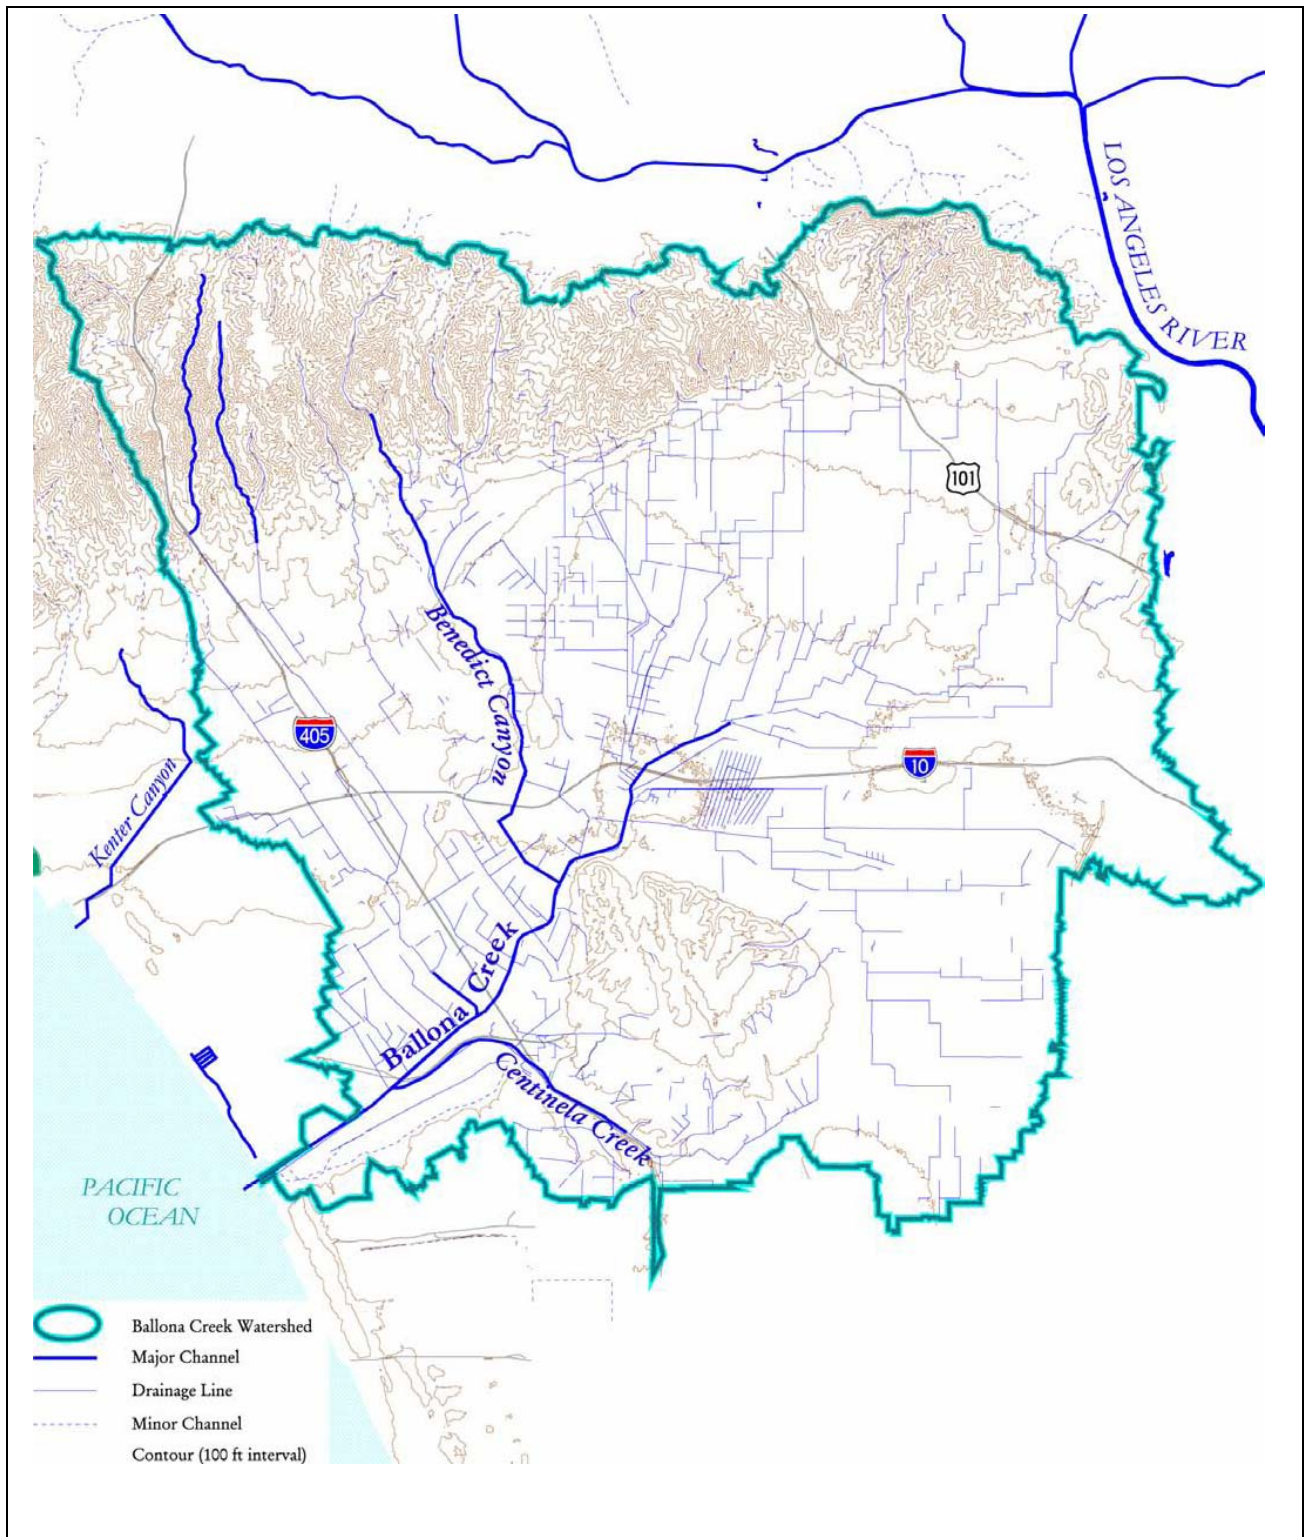 LOS ANGELES RIVER
101
Benedict Canyon
405
10
Kenter Canyon
Ballona Creek
Centinela Creek
PACIFIC
OCEAN
Ballona Creek Watershed
Major Channel
Drainage Line
Minor Channel
Contour (100 ft interval)